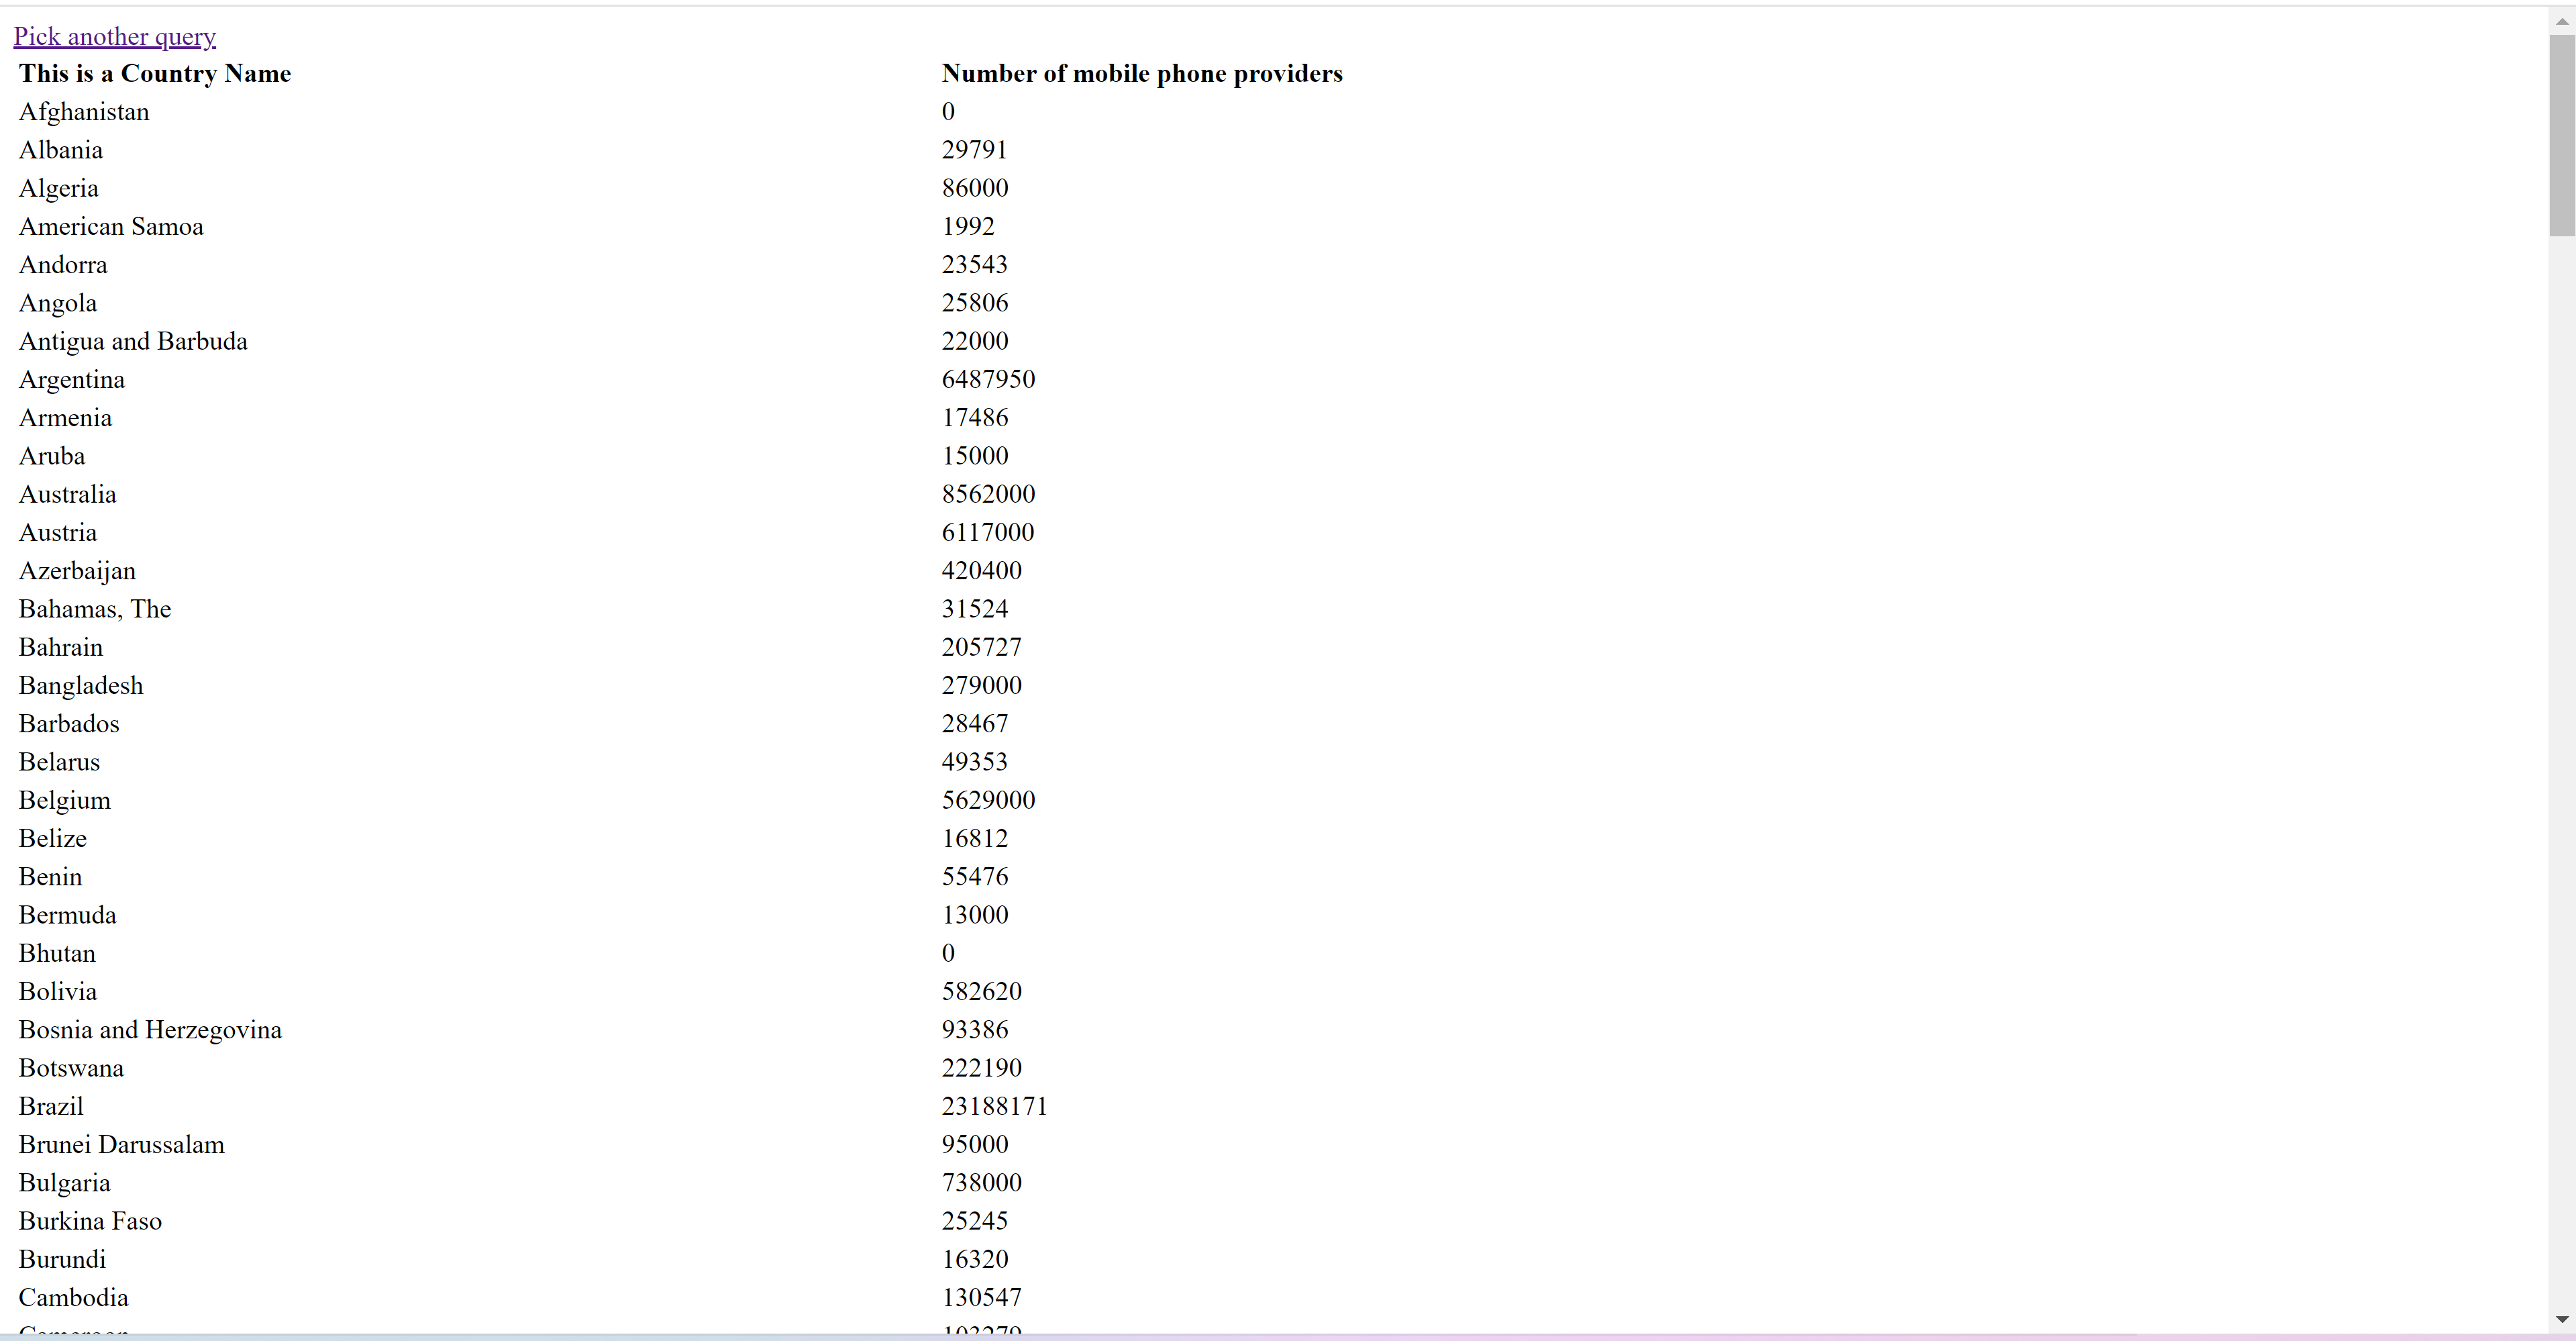 Pick another query
This is a Country Name Number of mobile phone providers
Afghanistan 0
Albania 29791
Algeria 86000
American Samoa 1992
Andorra 23543
Angola 25806
Antigua and Barbuda 22000
Argentina 6487950
Armenia 17486
Aruba 15000
Australia 8562000
Austria 6117000
Azerbaijan 420400
Bahamas, The 31524
Bahrain 205727
Bangladesh 279000
Barbados 28467
Belarus 49353
Belgium 5629000
Belize 16812
Benin 55476
Bermuda 13000
Bhutan 0
Bolivia 582620
Bosnia and Herzegovina 93386
Botswana 222190
Brazil 23188171
Brunei Darussalam 95000
Bulgaria 738000
Burkina Faso 25245
Burundi 16320
Cambodia 130547